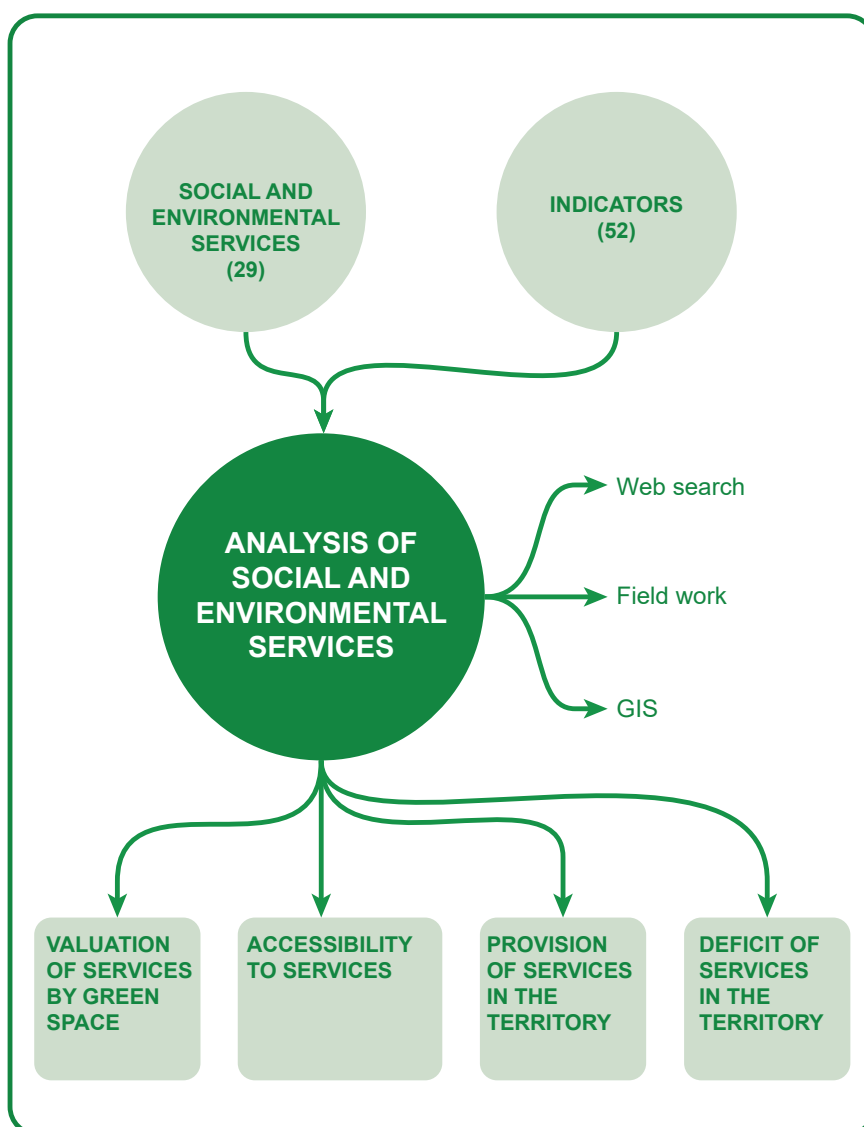 SOCIAL AND
ENVIRONMENTAL
SERVICES
(29)
INDICATORS
(52)
ANALYSIS OF
SOCIAL AND
ENVIRONMENTAL
SERVICES
Web search
Field work
GIS
VALUATION
OF SERVICES
BY GREEN
SPACE
ACCESSIBILITY
TO SERVICES
PROVISION
OF SERVICES
IN THE
TERRITORY
DEFICIT OF
SERVICES
IN THE
TERRITORY